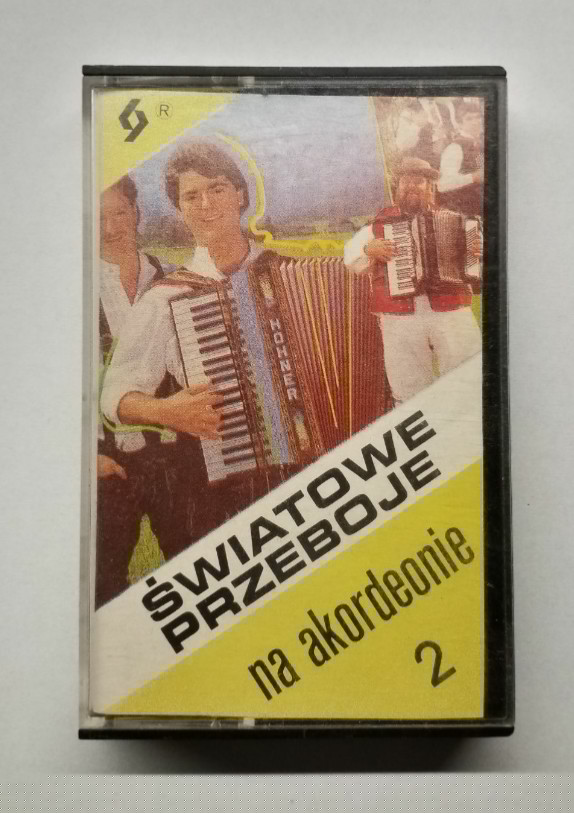 R
HOHNER
ŚWIATOWE
PRZEBOJE
na akordeonie
2